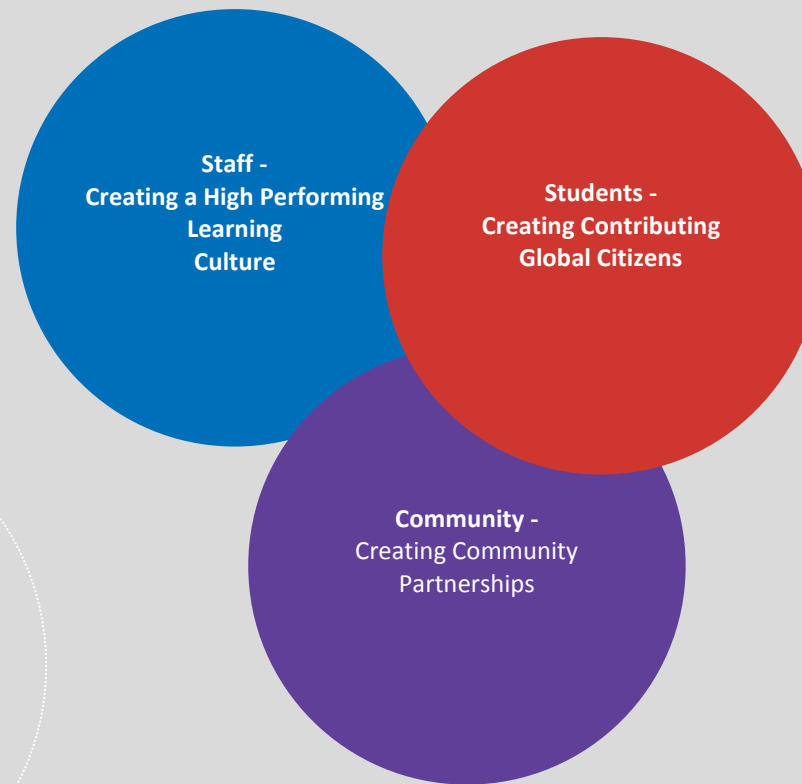 Staff -
Creating a High Performing
Learning
Culture
Students -
Creating Contributing
Global Citizens
Community -
Creating Community
Partnerships